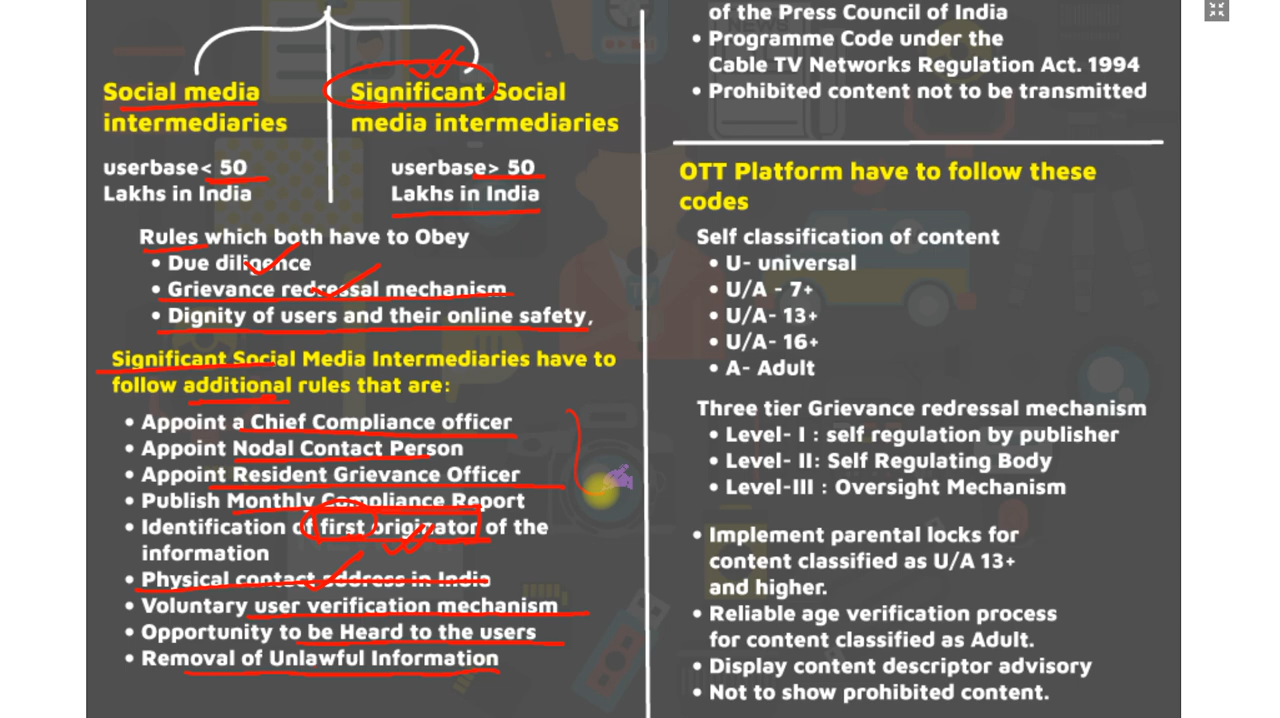 Social media
intermediaries
userbase< 50
Lakhs in India
Significant Social
media intermediaries
userbase> 50
Lakhs in India
Rules which both have to Obey
• Due diligence
• Grievance redressal mechanism
• Dignity of users and their online safety,
Significant Social Media Intermediaries have to
follow additional rules that are:
• Appoint a Chief Compliance officer
• Appoint Nodal Contact Person
• Appoint Resident Grievance Officer
• Publish Monthly Compliance Report
• Identification of first originator of the
information
• Physical contact address in India
• Voluntary user verification mechanism
• Opportunity to be Heard to the users
• Removal of Unlawful Information
of the Press Council of India
• Programme Code under the
Cable TV Networks Regulation Act. 1994
• Prohibited content not to be transmitted
OTT Platform have to follow these
codes
Self classification of content
• U- universal
• U/A - 7+
• U/A- 13+
• U/A- 16+
• A- Adult
Three tier Grievance redressal mechanism
• Level- I : self regulation by publisher
• Level- II: Self Regulating Body
• Level-III : Oversight Mechanism
• Implement parental locks for
content classified as U/A 13+
and higher.
• Reliable age verification process
for content classified as Adult.
• Display content descriptor advisory
• Not to show prohibited content.